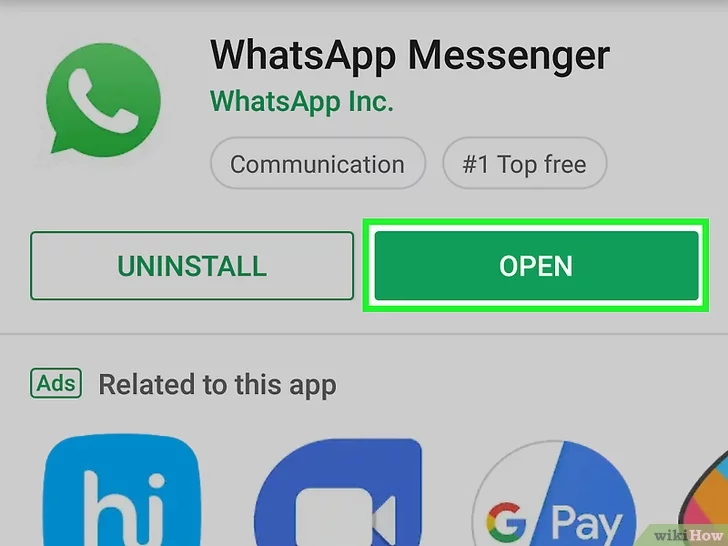 WhatsApp Messenger
WhatsApp Inc.
Communication
#1 Top free
UNINSTALL
OPEN
Ads Related to this app
hi
G Pay
wikiHow